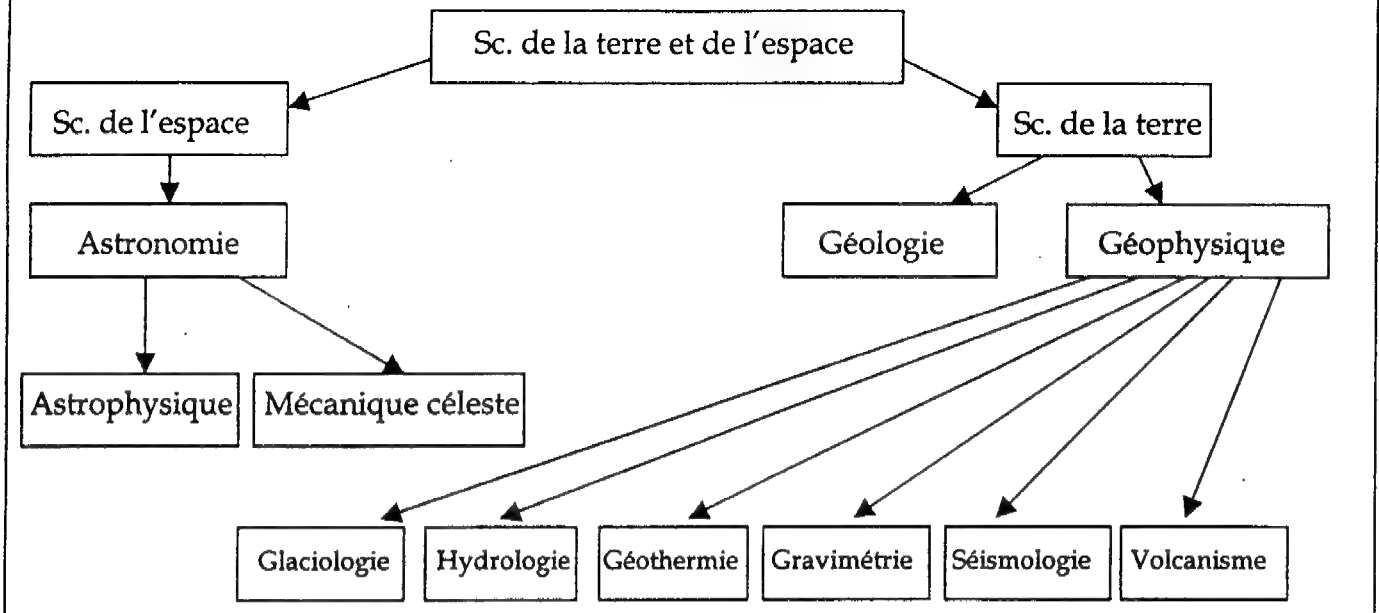 Sc. de la terre et de l'espace
Sc. de l'espace
Sc. de la terre
Astronomie
Géologie
Géophysique
Astrophysique
Mécanique céleste
Glaciologie
Hydrologie
Géothermie
Gravimétrie
Séismologie
Volcanisme